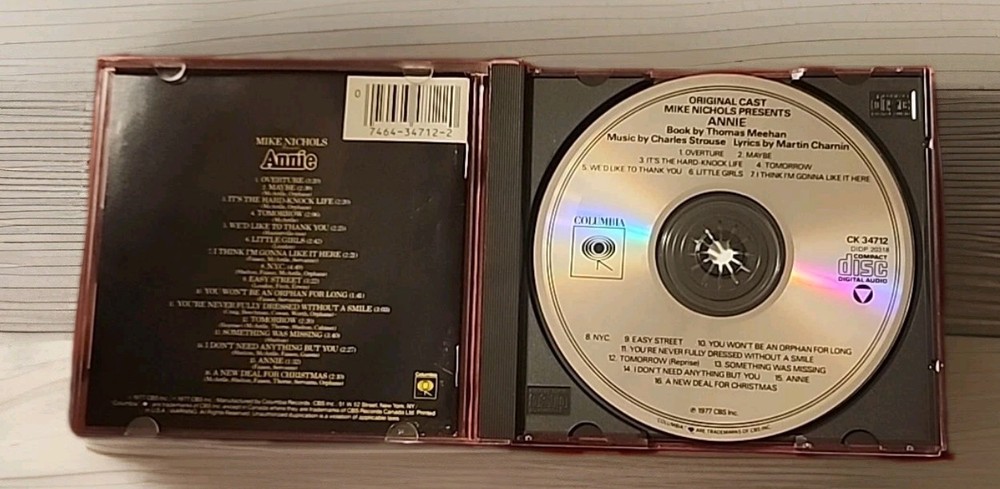 0
7464-34712-2
MIKE NICHOLS
Annie
1. OVERTURE
2. MAYBE
3. IT'S THE HARD-KNOCK LIFE
4. TOMORROW
5. WE'D LIKE TO THANK YOU
6. LITTLE GIRLS
7. I THINK I'M GONNA LIKE IT HERE
8. N.Y.C.
9. EASY STREET
10. YOU WON'T BE AN ORPHAN FOR LONG
11. YOU'RE NEVER FULLY DRESSED WITHOUT A SMILE
12. TOMORROW
13. SOMETHING WAS MISSING
14. I DON'T NEED ANYTHING BUT YOU
15. ANNIE
16. A NEW DEAL FOR CHRISTMAS
ORIGINAL CAST
MIKE NICHOLS PRESENTS
ANNIE
Book by Thomas Meehan
Music by Charles Strouse Lyrics by Martin Charnin
1. OVERTURE 2. MAYBE
3. IT'S THE HARD-KNOCK LIFE 4. TOMORROW
5. WE'D LIKE TO THANK YOU 6. LITTLE GIRLS 7. I THINK I'M GONNA LIKE IT HERE
COLUMBIA
CK 34712
DIDP 20318
COMPACT
disc
DIGITAL AUDIO
8. N.Y.C. 9. EASY STREET 10. YOU WON'T BE AN ORPHAN FOR LONG
11. YOU'RE NEVER FULLY DRESSED WITHOUT A SMILE
12. TOMORROW (Reprise) 13. SOMETHING WAS MISSING
14. I DON'T NEED ANYTHING BUT YOU 15. ANNIE
16. A NEW DEAL FOR CHRISTMAS
℗ 1977 CBS Inc.
COLUMBIA ARE TRADEMARKS OF CBS INC.